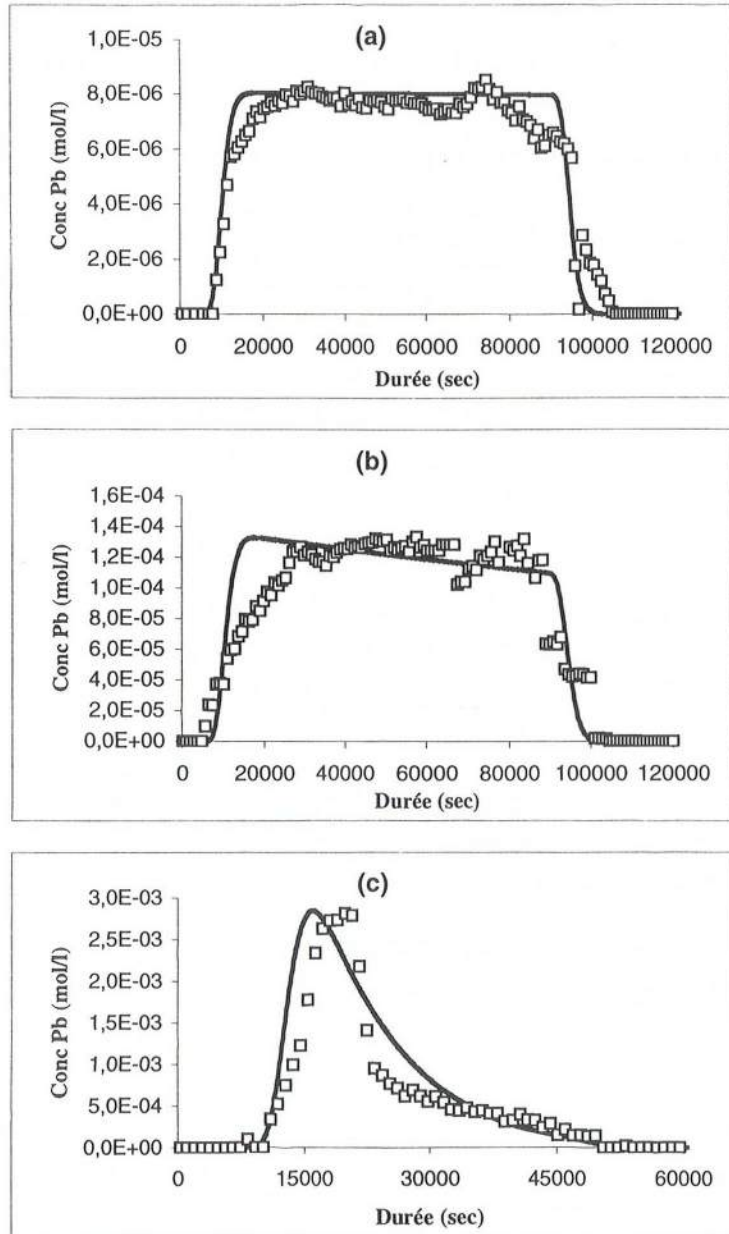 (a)
1,0E-05
8,0E-06
6,0E-06
4,0E-06
2,0E-06
0,0E+00
Conc Pb (mol/l)
0 20000 40000 60000 80000 100000 120000
Durée (sec)
(b)
1,6E-04
1,4E-04
1,2E-04
1,0E-04
8,0E-05
6,0E-05
4,0E-05
2,0E-05
0,0E+00
Conc Pb (mol/l)
0 20000 40000 60000 80000 100000 120000
Durée (sec)
(c)
3,0E-03
2,5E-03
2,0E-03
1,5E-03
1,0E-03
5,0E-04
0,0E+00
Conc Pb (mol/l)
0 15000 30000 45000 60000
Durée (sec)